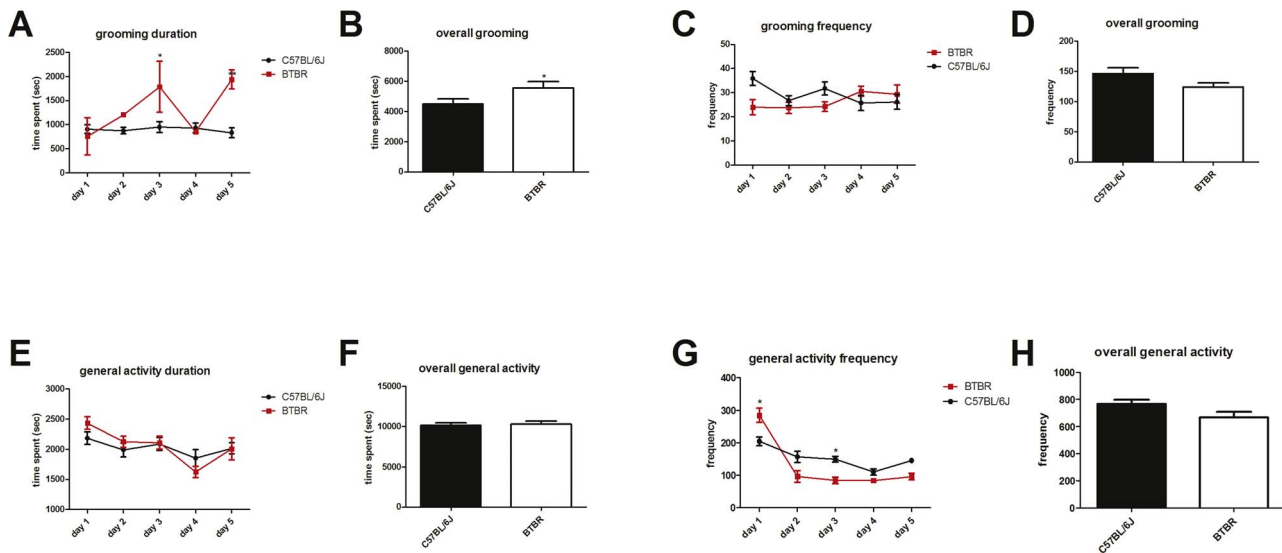 A
grooming duration
time spent (sec)
2500
2000
1500
1000
500
0
*
**
day 1
day 2
day 3
day 4
day 5
C57BL/6J
BTBR
B
overall grooming
time spent (sec)
8000
6000
4000
2000
0
*
C57BL/6J
BTBR
C
grooming frequency
frequency
50
40
30
20
10
0
day 1
day 2
day 3
day 4
day 5
BTBR
C57BL/6J
D
overall grooming
frequency
200
150
100
50
0
C57BL/6J
BTBR
E
general activity duration
time spent (sec)
3000
2500
2000
1500
1000
day 1
day 2
day 3
day 4
day 5
C57BL/6J
BTBR
F
overall general activity
time spent (sec)
15000
10000
5000
0
C57BL/6J
BTBR
G
general activity frequency
frequency
400
300
200
100
0
*
*
day 1
day 2
day 3
day 4
day 5
BTBR
C57BL/6J
H
overall general activity
frequency
1000
800
600
400
200
0
C57BL/6J
BTBR